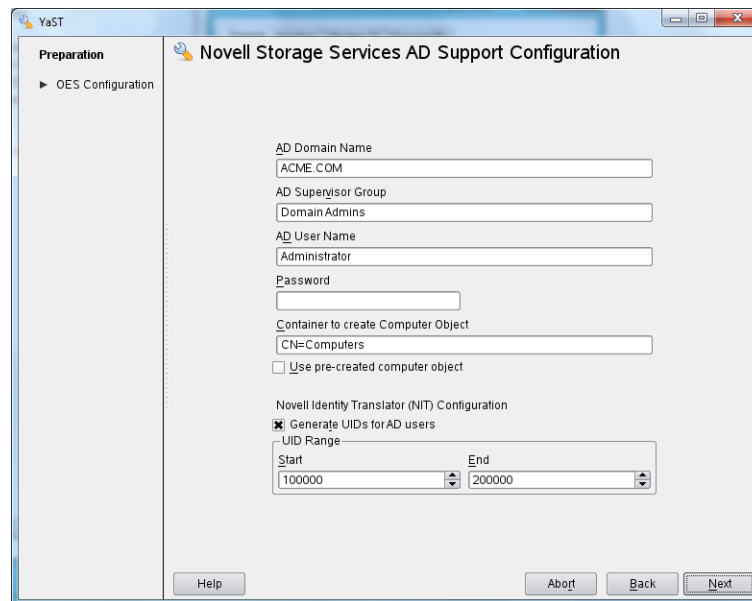 YaST
Preparation
OES Configuration
Novell Storage Services AD Support Configuration
AD Domain Name
ACME.COM
AD Supervisor Group
Domain Admins
AD User Name
Administrator
Password
Container to create Computer Object
CN=Computers
Use pre-created computer object
Novell Identity Translator (NIT) Configuration
Generate UIDs for AD users
UID Range
Start End
100000 200000
Help Abort Back Next